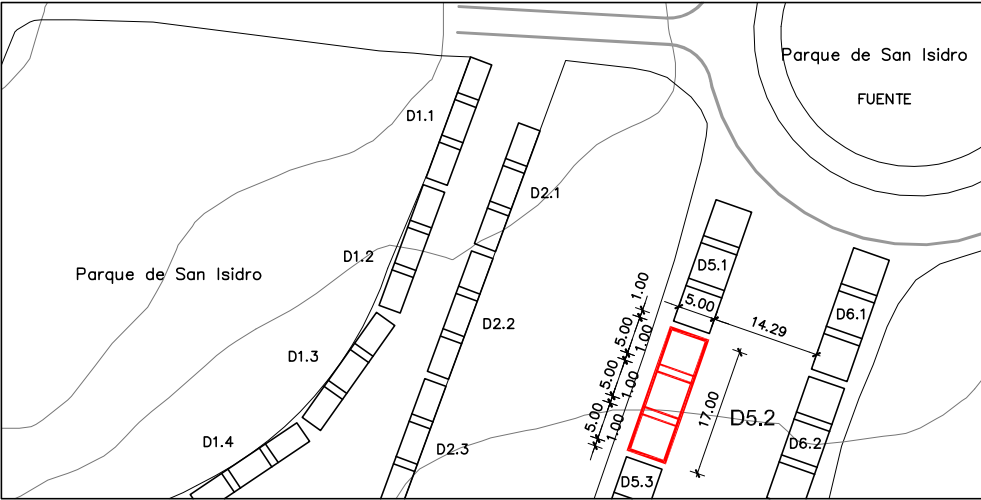 Parque de San Isidro
FUENTE
D1.1
D2.1
D1.2
Parque de San Isidro
D5.1
1.00
5.00
14.29
D6.1
D2.2
5.00
1.00
D1.3
5.00
1.00
17.00
D5.2
5.00
1.00
D1.4
D2.3
D6.2
D5.3